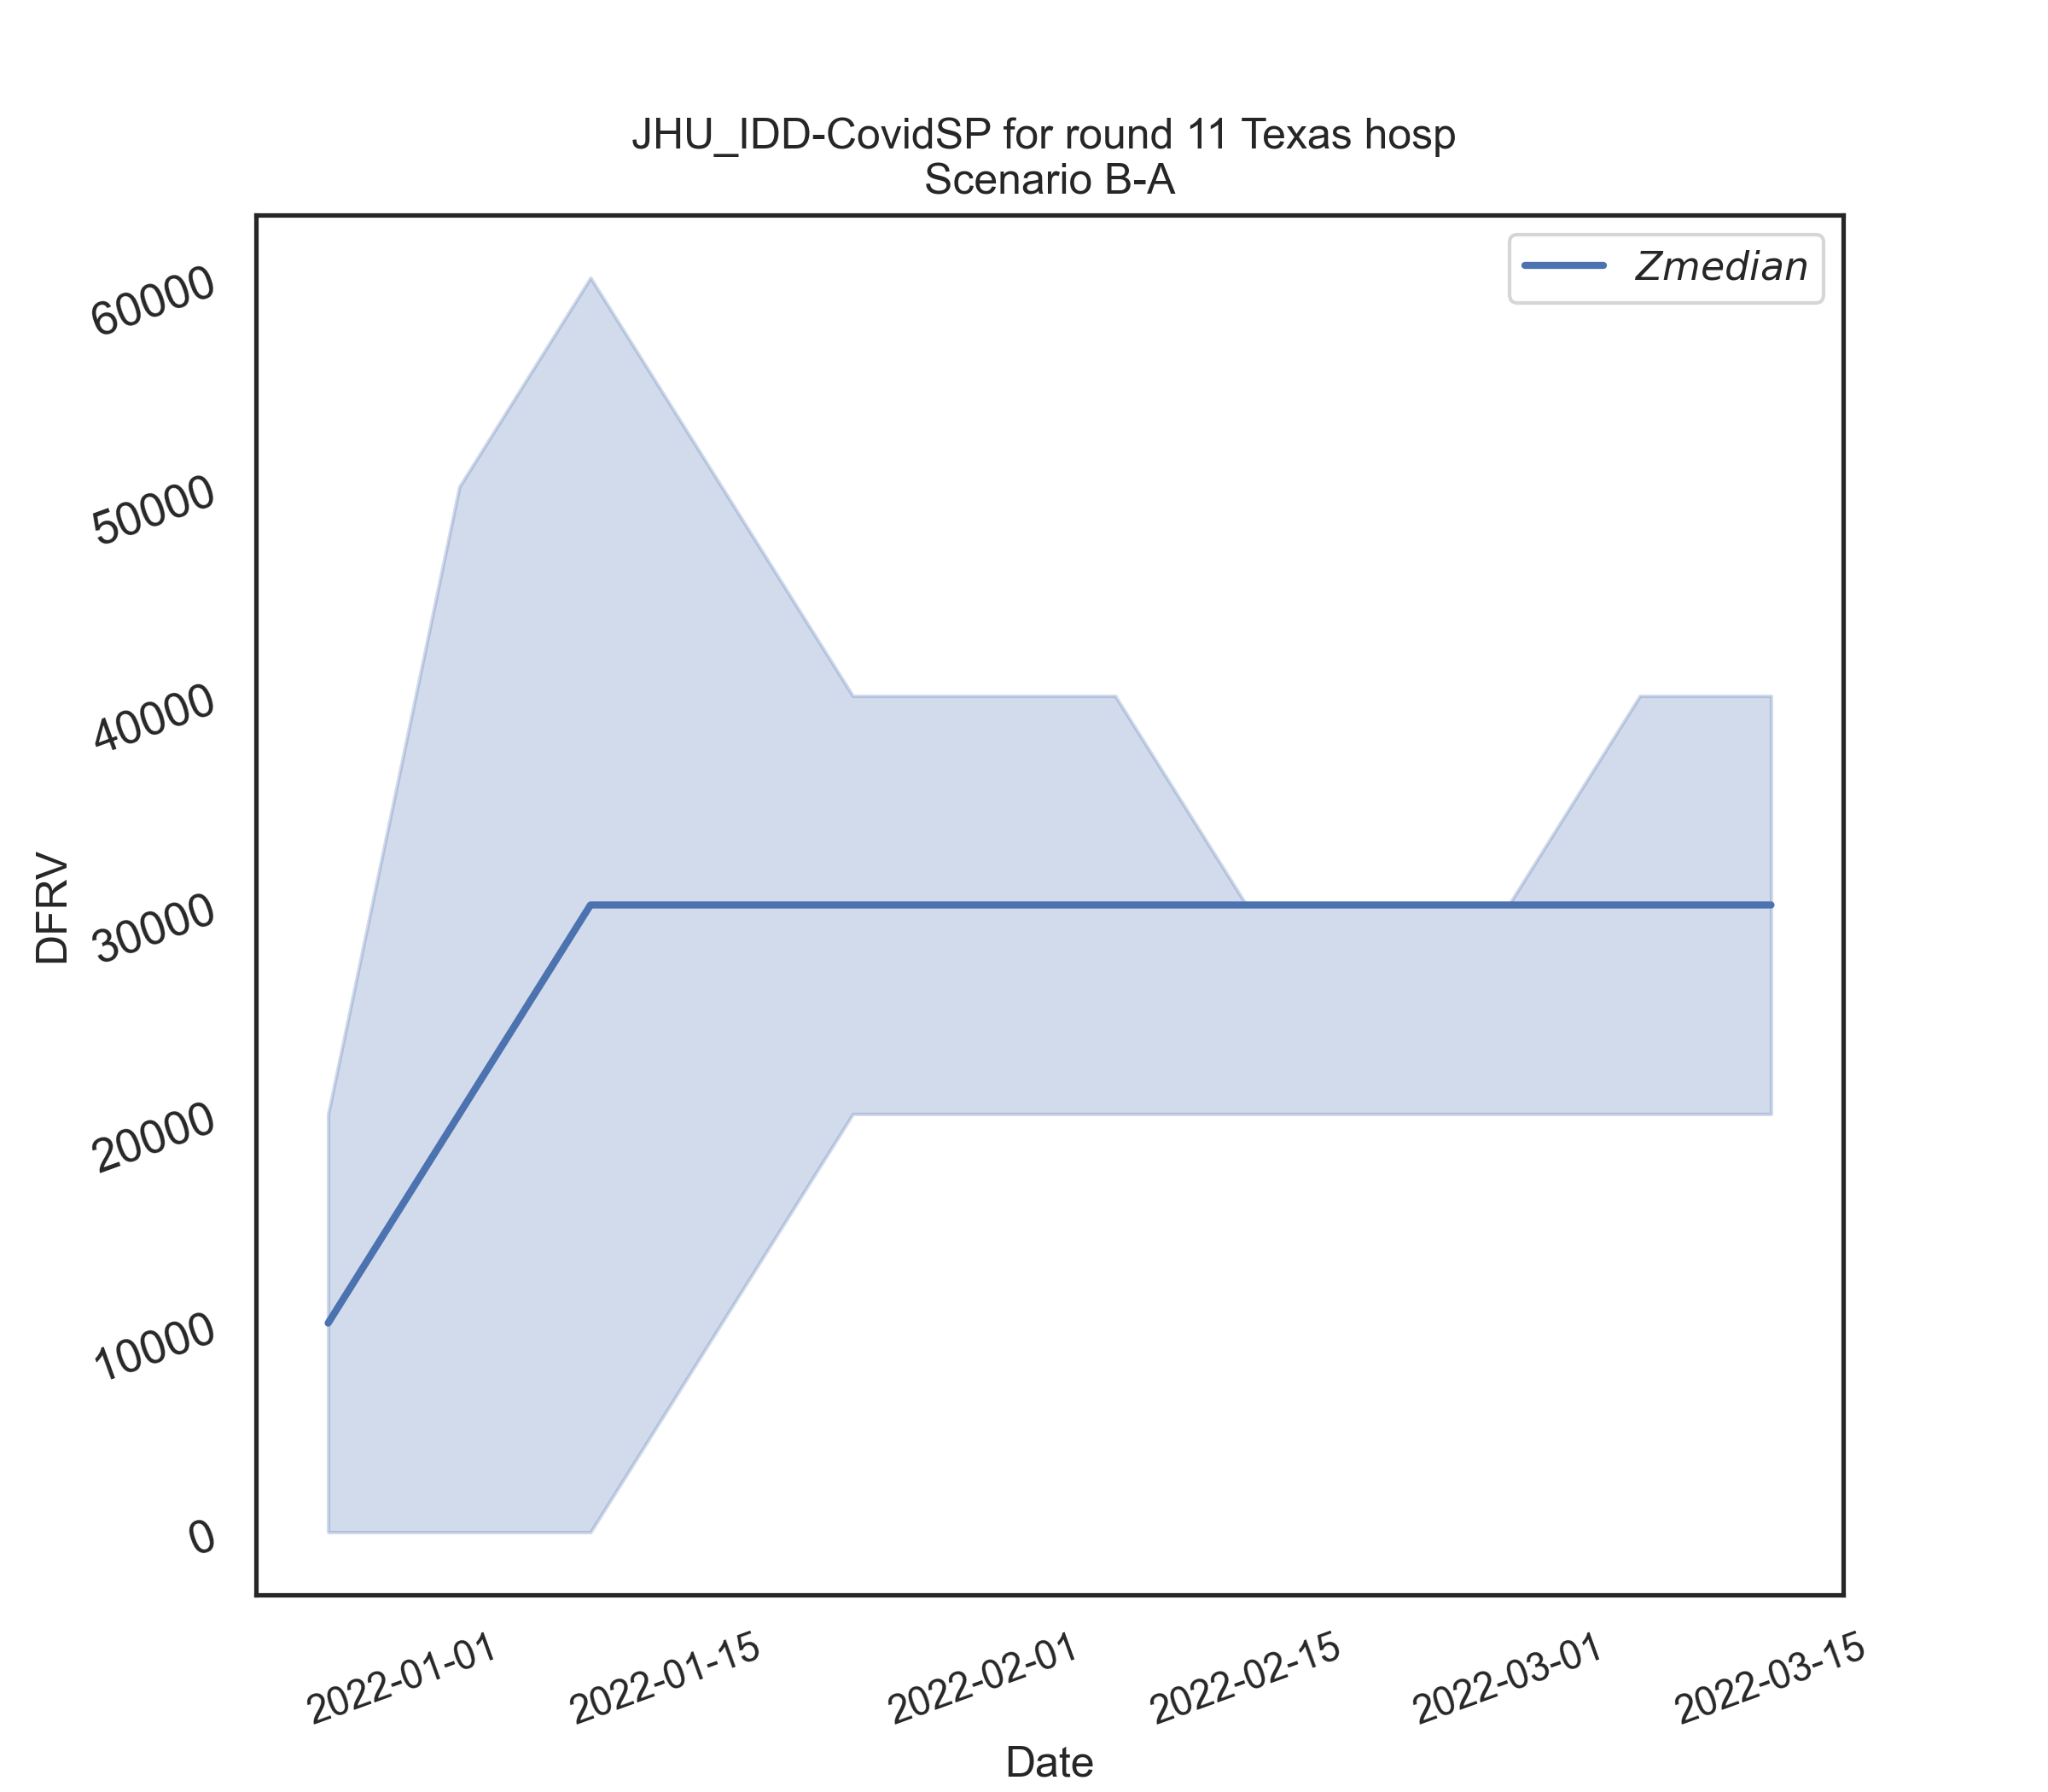 JHU_IDD-CovidSP for round 11 Texas hosp
Scenario B-A
Zmedian
60000
50000
40000
30000
20000
10000
0
DFRV
2022-01-01
2022-01-15
2022-02-01
2022-02-15
2022-03-01
2022-03-15
Date